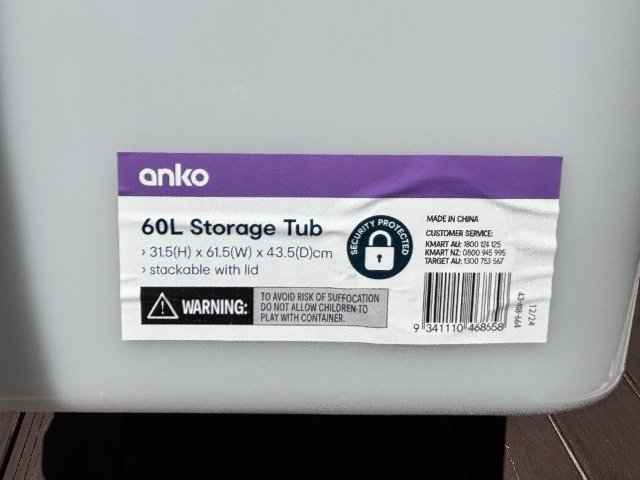 anko
60L Storage Tub
› 31.5(H) x 61.5(W) x 43.5(D)cm
› stackable with lid
SECURITY PROTECTED
WARNING:
TO AVOID RISK OF SUFFOCATION
DO NOT ALLOW CHILDREN TO
PLAY WITH CONTAINER.
MADE IN CHINA
CUSTOMER SERVICE:
KMART AU: 1800 124 125
KMART NZ: 0800 945 995
TARGET AU: 1300 753 567
9 341110 468658
12/24